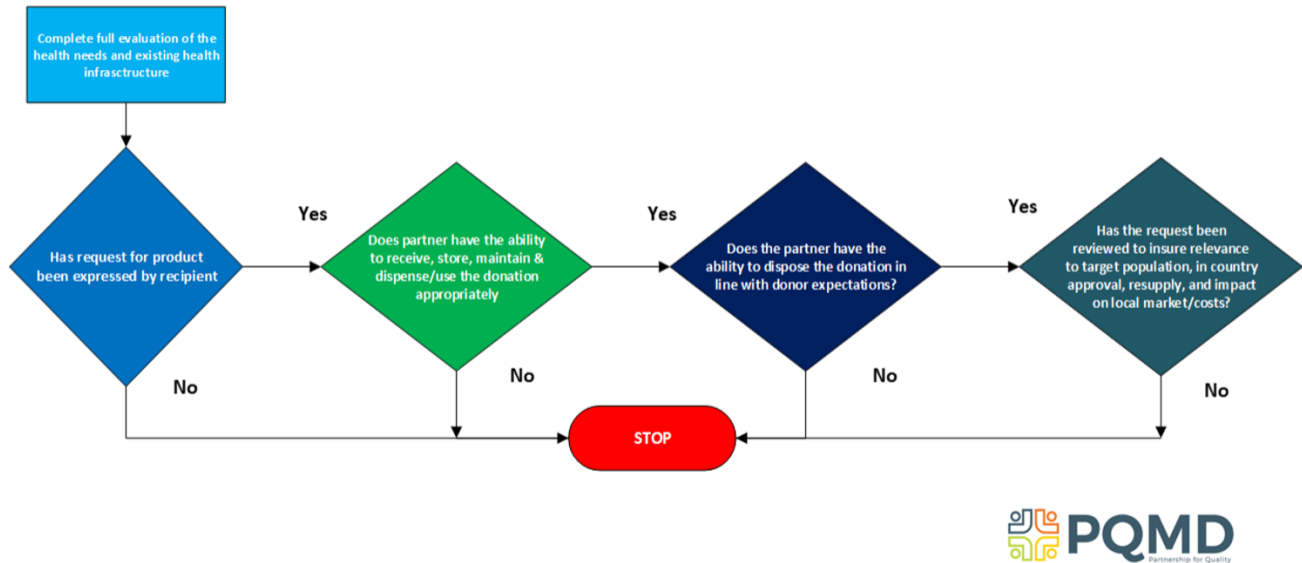 Complete full evaluation of the
health needs and existing health
infrasctructure
Has request for product
been expressed by recipient
Yes
No
Does partner have the ability
to receive, store, maintain &
dispense/use the donation
appropriately
Yes
No
Does the partner have the
ability to dispose the donation in
line with donor expectations?
Yes
No
Has the request been
reviewed to insure relevance
to target population, in country
approval, resupply, and impact
on local market/costs?
No
STOP
PQMD
Partnership for Quality